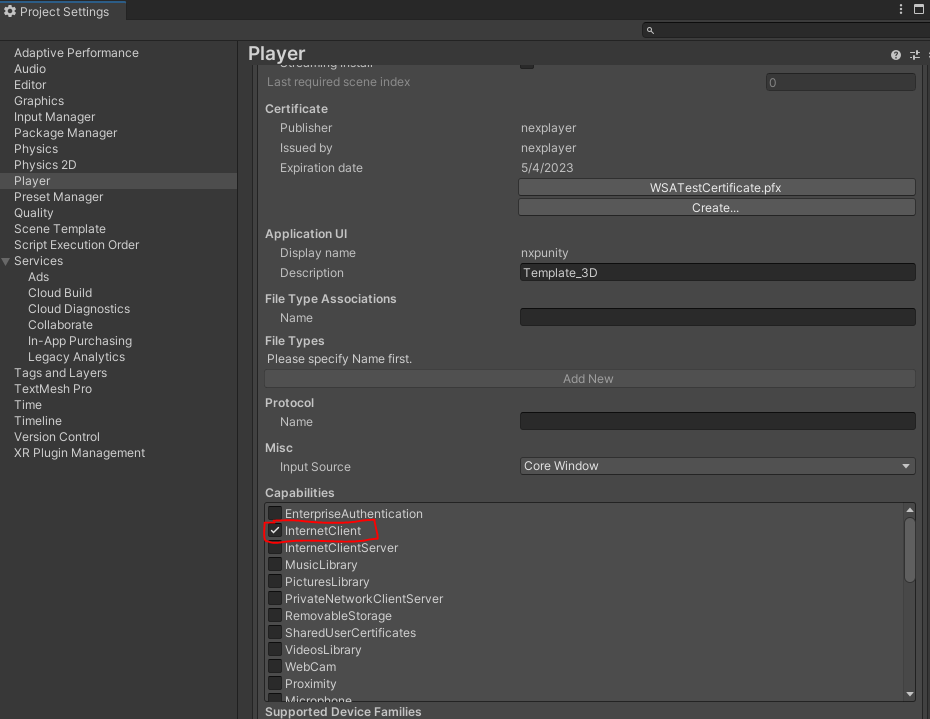 Project Settings
Adaptive Performance
Audio
Editor
Graphics
Input Manager
Package Manager
Physics
Physics 2D
Player
Preset Manager
Quality
Scene Template
Script Execution Order
Services
Ads
Cloud Build
Cloud Diagnostics
Collaborate
In-App Purchasing
Legacy Analytics
Tags and Layers
TextMesh Pro
Time
Timeline
Version Control
XR Plugin Management
Player
Streaming Install
Last required scene index 0
Certificate
Publisher nexplayer
Issued by nexplayer
Expiration date 5/4/2023
WSATestCertificate.pfx
Create...
Application UI
Display name nxpunity
Description Template_3D
File Type Associations
Name
File Types
Please specify Name first.
Add New
Protocol
Name
Misc
Input Source Core Window
Capabilities
EnterpriseAuthentication
InternetClient
InternetClientServer
MusicLibrary
PicturesLibrary
PrivateNetworkClientServer
RemovableStorage
SharedUserCertificates
VideosLibrary
WebCam
Proximity
Microphone
Supported Device Families